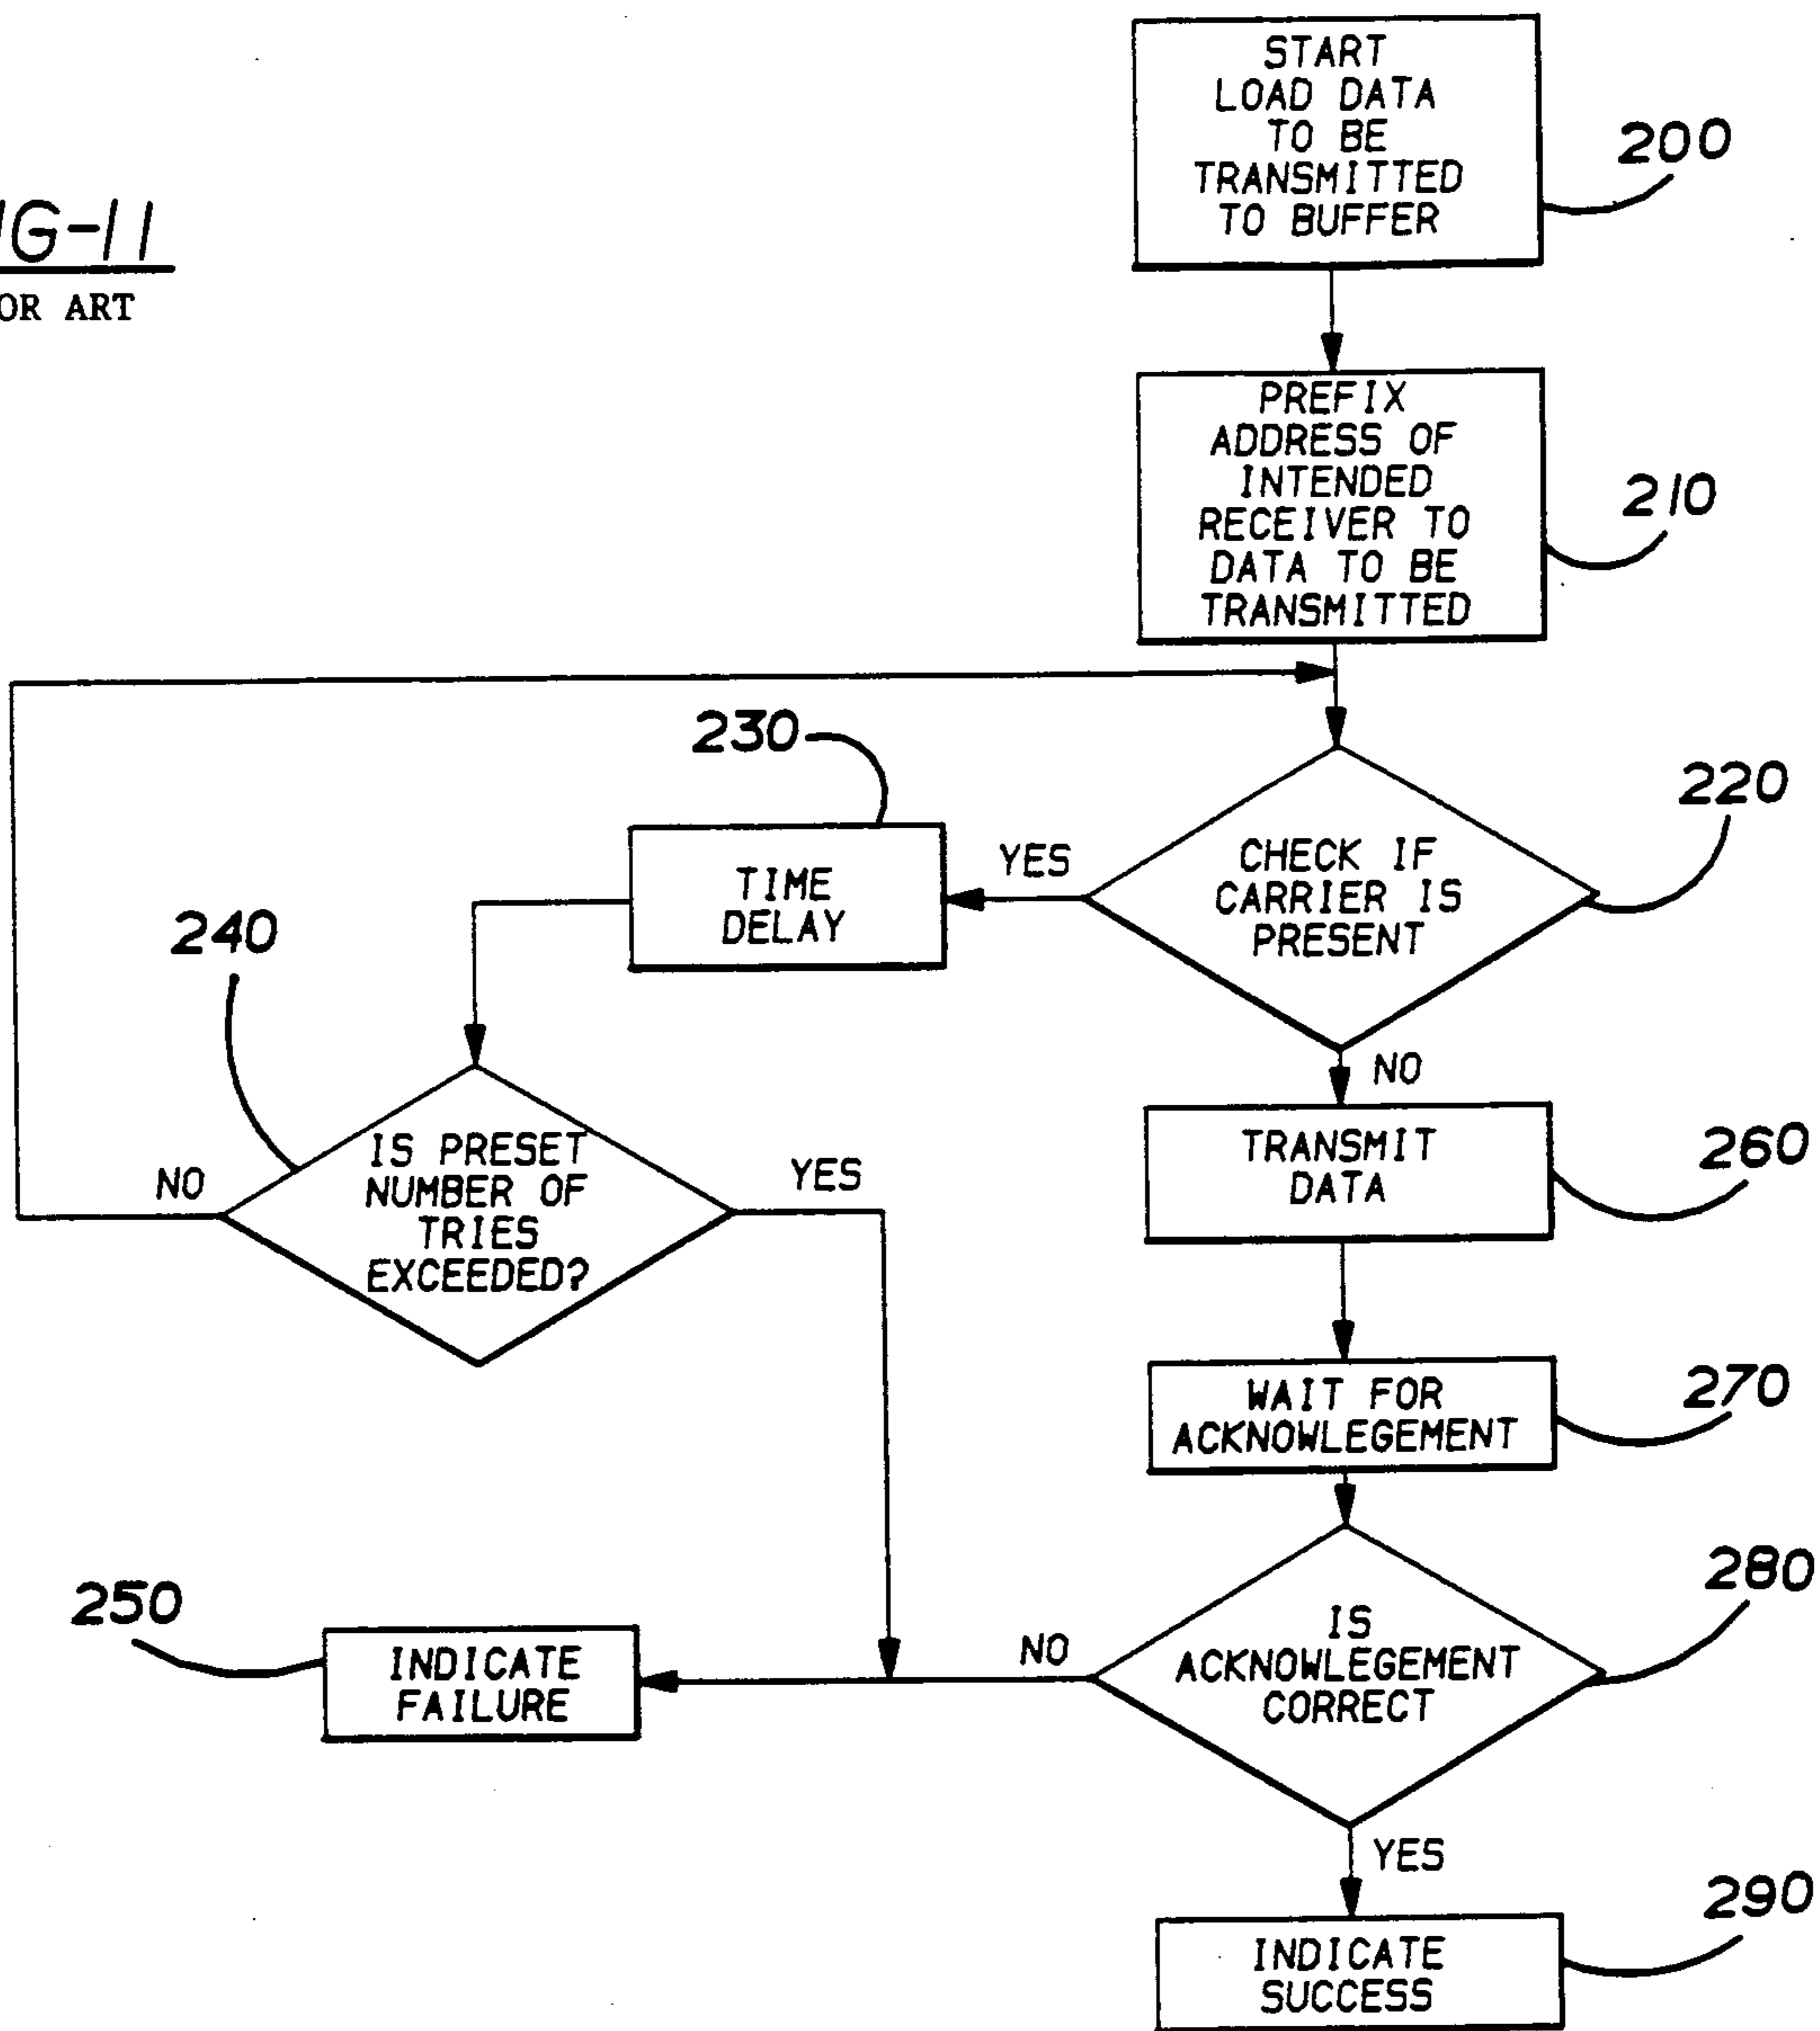 START
LOAD DATA
TO BE
TRANSMITTED
TO BUFFER
200
G-11
OR ART
PREFIX
ADDRESS OF
INTENDED
RECEIVER TO
DATA TO BE
TRANSMITTED
210
230
220
YES
TIME
DELAY
CHECK IF
CARRIER IS
PRESENT
240
NO
IS PRESET
NUMBER OF
TRIES
EXCEEDED?
NO
YES
TRANSMIT
DATA
260
WAIT FOR
ACKNOWLEGEMENT
270
250
INDICATE
FAILURE
NO
IS
ACKNOWLEGEMENT
CORRECT
280
YES
290
INDICATE
SUCCESS